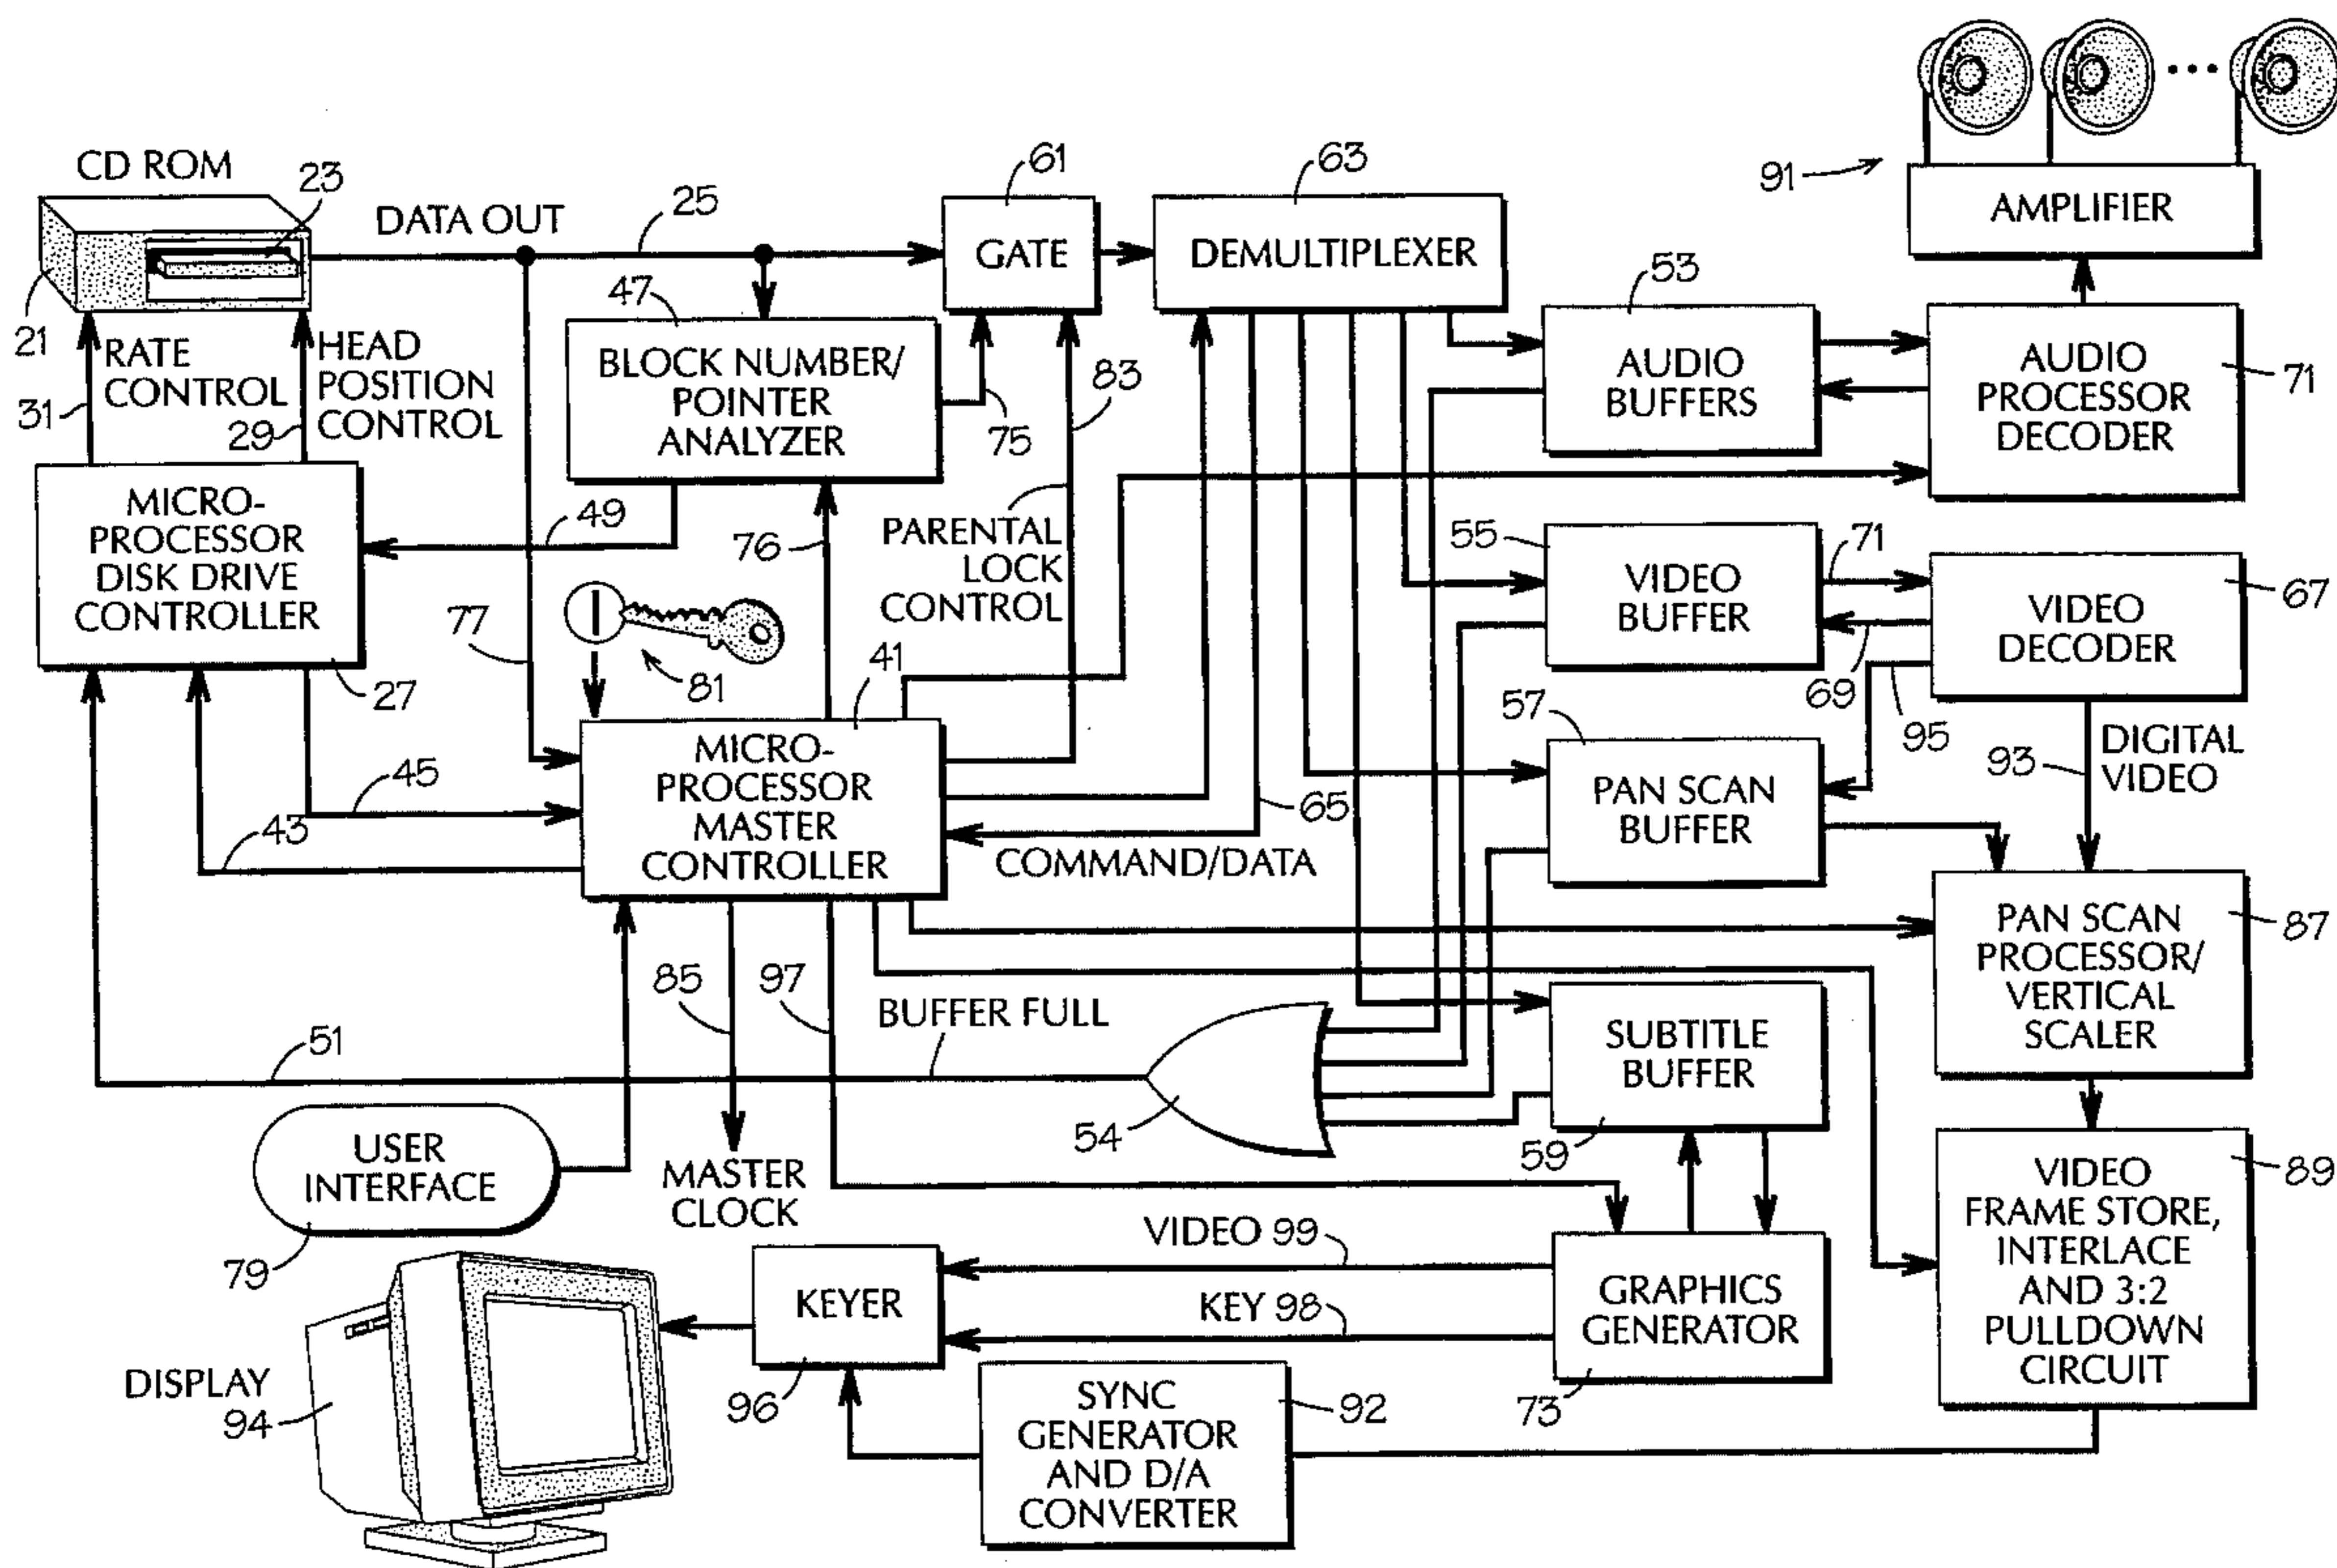 CD ROM
23
21
DATA OUT
25
61
GATE
63
DEMULTIPLEXER
91
AMPLIFIER
RATE
CONTROL
31
HEAD
POSITION
CONTROL
29
47
BLOCK NUMBER/
POINTER
ANALYZER
75
83
53
AUDIO
BUFFERS
AUDIO
PROCESSOR
DECODER
71
MICRO-
PROCESSOR
DISK DRIVE
CONTROLLER
27
49
76
PARENTAL
LOCK
CONTROL
77
81
41
55
VIDEO
BUFFER
71
69
VIDEO
DECODER
67
95
MICRO-
PROCESSOR
MASTER
CONTROLLER
45
43
65
COMMAND/DATA
57
PAN SCAN
BUFFER
93
DIGITAL
VIDEO
PAN SCAN
PROCESSOR/
VERTICAL
SCALER
87
85
97
BUFFER FULL
51
54
SUBTITLE
BUFFER
59
USER
INTERFACE
79
MASTER
CLOCK
VIDEO
FRAME STORE,
INTERLACE
AND 3:2
PULLDOWN
CIRCUIT
89
VIDEO 99
KEY 98
KEYER
96
GRAPHICS
GENERATOR
73
DISPLAY
94
SYNC
GENERATOR
AND D/A
CONVERTER
92